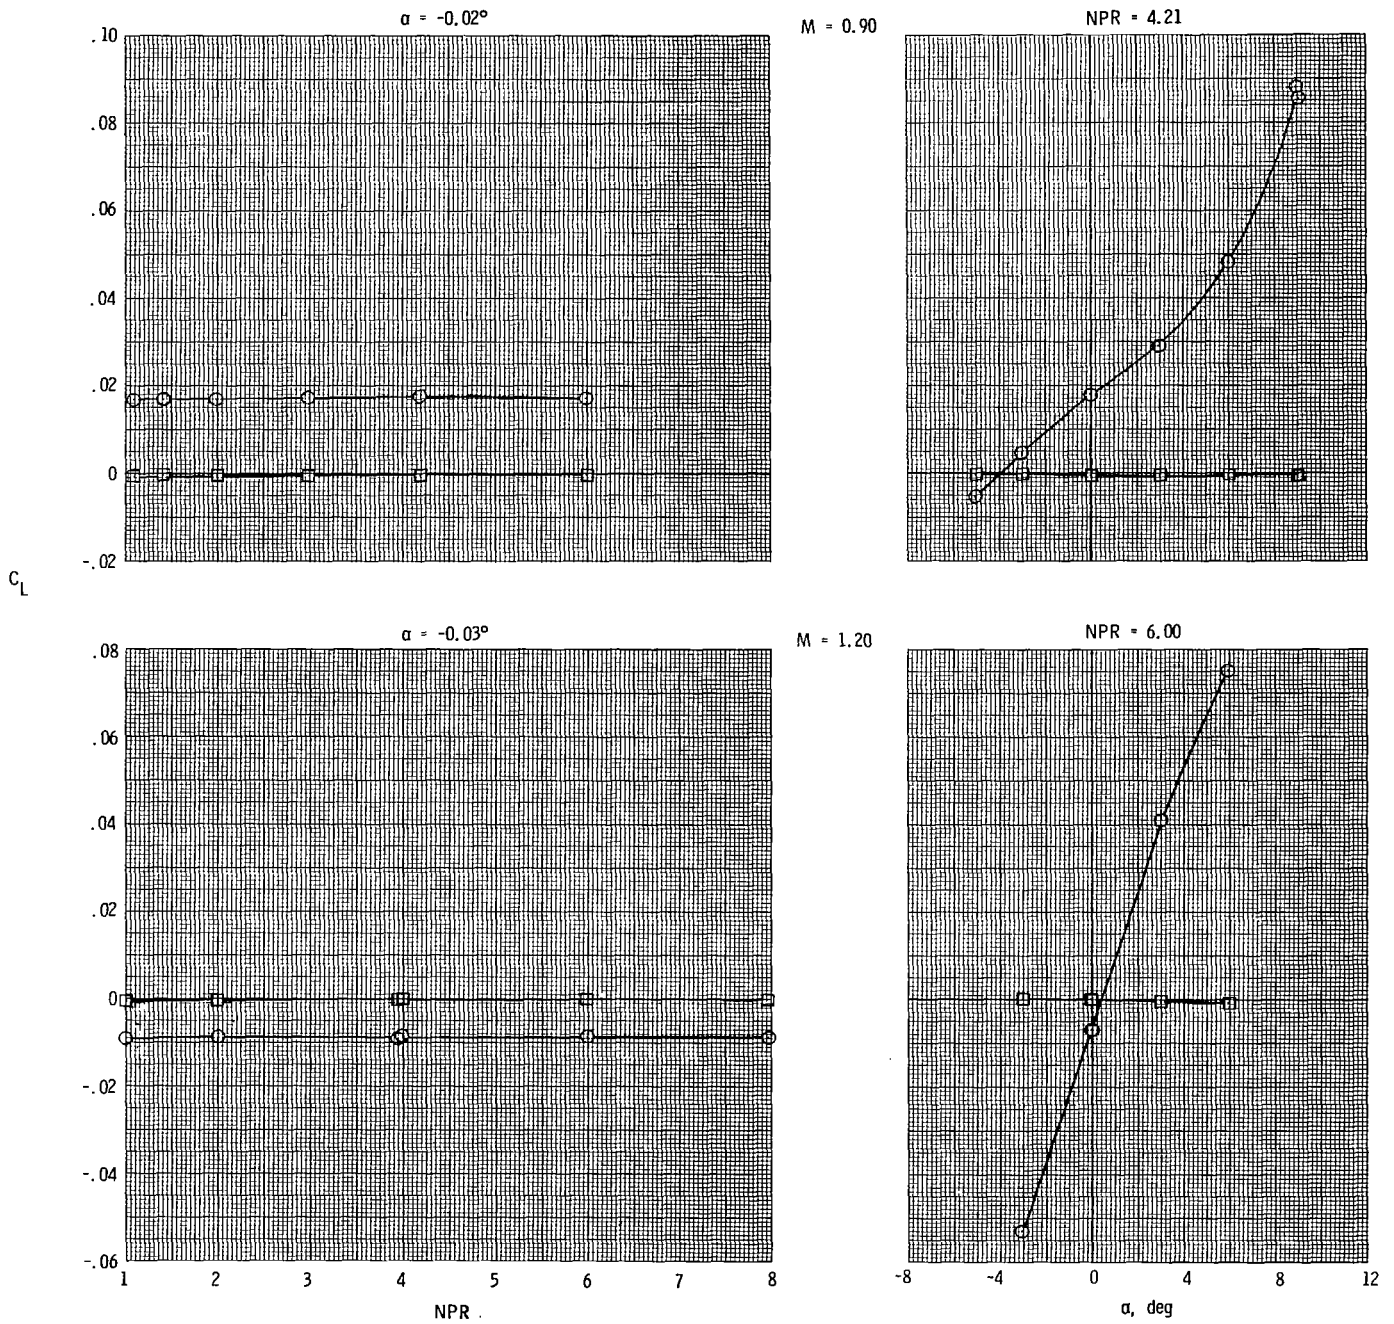 α = -0.02°
M = 0.90
NPR = 4.21
.10
.08
.06
.04
.02
0
-.02
C_L
α = -0.03°
M = 1.20
NPR = 6.00
.08
.06
.04
.02
0
-.02
-.04
-.06
1 2 3 4 5 6 7 8
NPR
-8 -4 0 4 8 12
α, deg